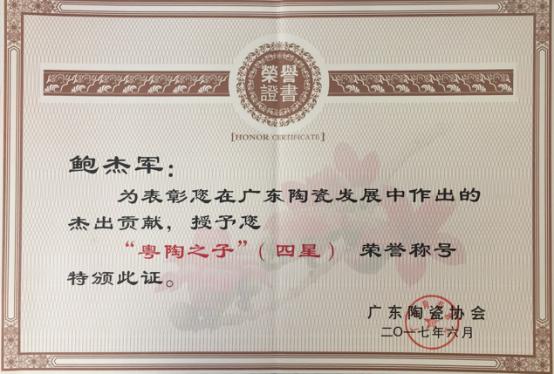 榮譽
證書
[HONOR CERTIFICATE]
鲍杰军:
为表彰您在广东陶瓷发展中作出的
杰出贡献，授予您
“粤陶之子”(四星) 荣誉称号
特颁此证。
广东陶瓷协会
二〇一七年六月